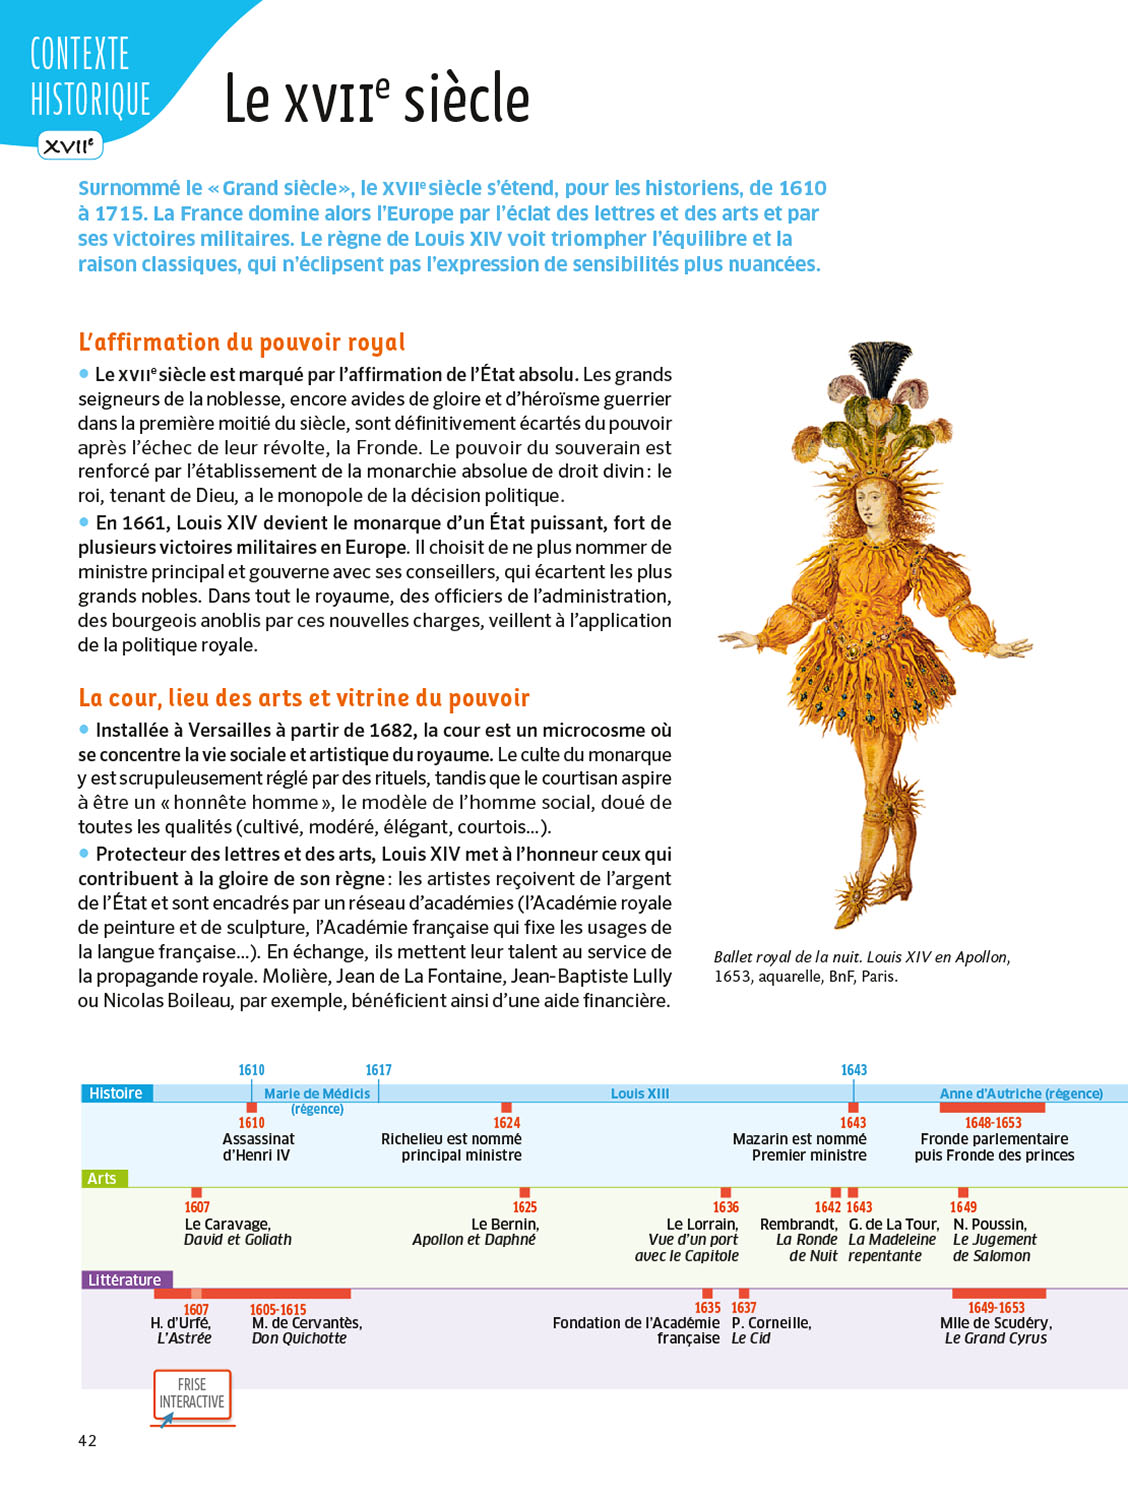 CONTEXTE
HISTORIQUE
XVIIe
Le XVIIe siècle
Surnommé le « Grand siècle », le XVIIe siècle s'étend, pour les historiens, de 1610
à 1715. La France domine alors l'Europe par l'éclat des lettres et des arts et par
ses victoires militaires. Le règne de Louis XIV voit triompher l'équilibre et la
raison classiques, qui n'éclipsent pas l'expression de sensibilités plus nuancées.
L'affirmation du pouvoir royal
• Le XVIIe siècle est marqué par l'affirmation de l'État absolu. Les grands
seigneurs de la noblesse, encore avides de gloire et d'héroïsme guerrier
dans la première moitié du siècle, sont définitivement écartés du pouvoir
après l'échec de leur révolte, la Fronde. Le pouvoir du souverain est
renforcé par l'établissement de la monarchie absolue de droit divin : le
roi, tenant de Dieu, a le monopole de la décision politique.
• En 1661, Louis XIV devient le monarque d'un État puissant, fort de
plusieurs victoires militaires en Europe. Il choisit de ne plus nommer de
ministre principal et gouverne avec ses conseillers, qui écartent les plus
grands nobles. Dans tout le royaume, des officiers de l'administration,
des bourgeois anoblis par ces nouvelles charges, veillent à l'application
de la politique royale.
La cour, lieu des arts et vitrine du pouvoir
• Installée à Versailles à partir de 1682, la cour est un microcosme où
se concentre la vie sociale et artistique du royaume. Le culte du monarque
y est scrupuleusement réglé par des rituels, tandis que le courtisan aspire
à être un « honnête homme », le modèle de l'homme social, doué de
toutes les qualités (cultivé, modéré, élégant, courtois...).
• Protecteur des lettres et des arts, Louis XIV met à l'honneur ceux qui
contribuent à la gloire de son règne : les artistes reçoivent de l'argent
de l'État et sont encadrés par un réseau d'académies (l'Académie royale
de peinture et de sculpture, l'Académie française qui fixe les usages de
la langue française...). En échange, ils mettent leur talent au service de
la propagande royale. Molière, Jean de La Fontaine, Jean-Baptiste Lully
ou Nicolas Boileau, par exemple, bénéficient ainsi d'une aide financière.
Ballet royal de la nuit. Louis XIV en Apollon,
1653, aquarelle, BnF, Paris.
1610 1617 1643
Histoire Marie de Médicis Louis XIII Anne d'Autriche (régence)
(régence)
1610 1624 1643 1648-1653
Assassinat Richelieu est nommé Mazarin est nommé Fronde parlementaire
d'Henri IV principal ministre Premier ministre puis Fronde des princes
Arts
1607 1625 1636 1642 1643 1649
Le Caravage, Le Bernin, Le Lorrain, Rembrandt, G. de La Tour, N. Poussin,
David et Goliath Apollon et Daphné Vue d'un port La Ronde La Madeleine Le Jugement
avec le Capitole de Nuit repentante de Salomon
Littérature
1607 1605-1615 1635 1637 1649-1653
H. d'Urfé, M. de Cervantès, Fondation de l'Académie P. Corneille, Mlle de Scudéry,
L'Astrée Don Quichotte française Le Cid Le Grand Cyrus
FRISE
INTERACTIVE
42